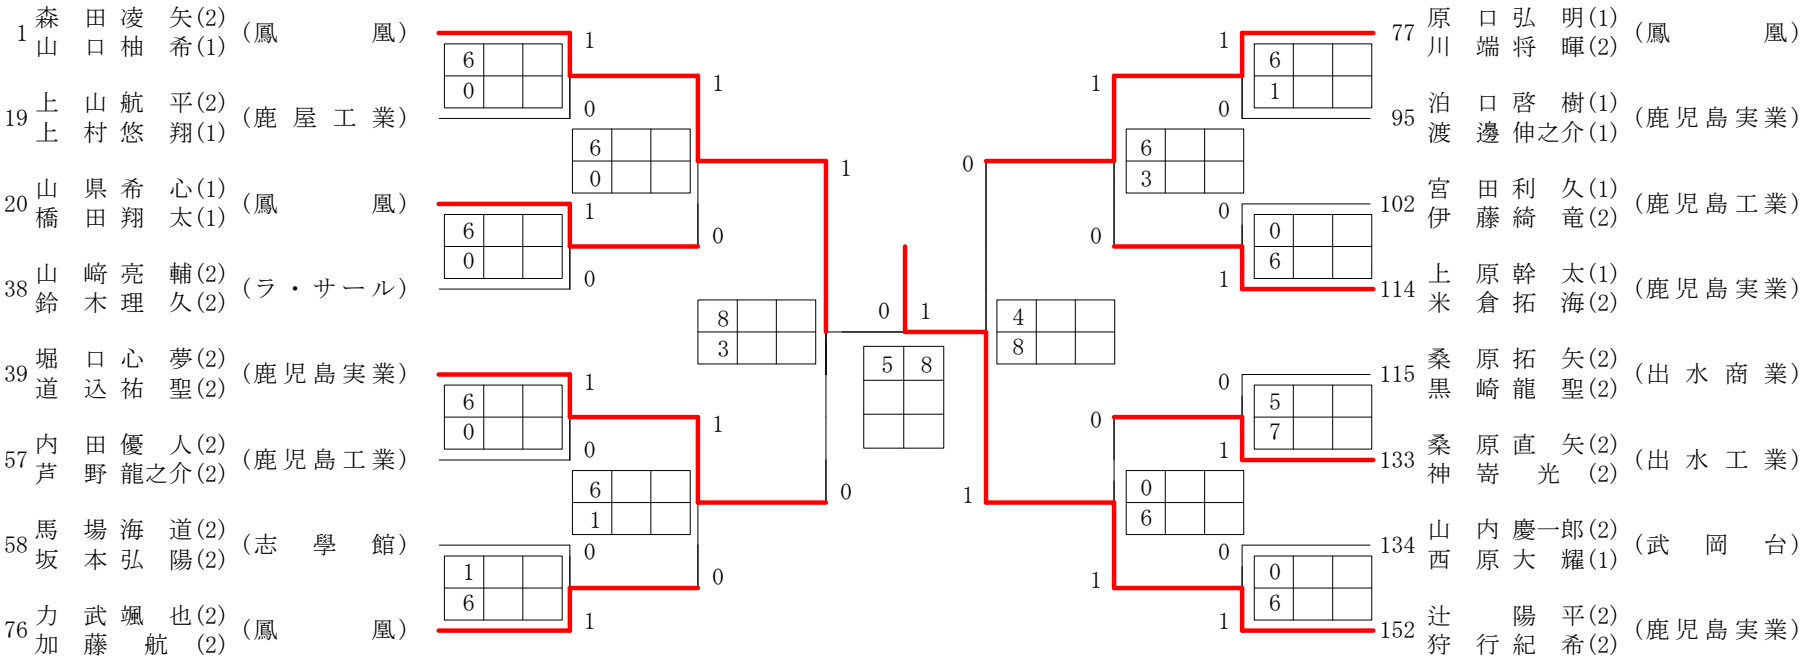 1 森田凌矢(2) (鳳凰)
山口柚希(1)
19 上山航平(2) (鹿屋工業)
上村悠翔(1)
20 山県希心(1) (鳳凰)
橋田翔太(1)
38 山﨑亮輔(2) (ラ・サール)
鈴木理久(2)
39 堀口心夢(2) (鹿児島実業)
道込祐聖(2)
57 内田優人(2) (鹿児島工業)
芦野龍之介(2)
58 馬場海道(2) (志學館)
坂本弘陽(2)
76 力武颯也(2) (鳳凰)
加藤航(2)
1
6
0
0
1
6
0
0
1
6
0
0
0
1
6
1
1
6
0
0
1
6
1
0
1
8
3
0
0 1
5 8
0
4
8
1
1
6
3
0
0
0
6
1
1
6
1
0
0
0
6
1
0
5
7
1
0
0
6
1
77 原口弘明(1) (鳳凰)
川端将暉(2)
95 泊口啓樹(1) (鹿児島実業)
渡邊伸之介(1)
102 宮田利久(1) (鹿児島工業)
伊藤綺竜(2)
114 上原幹太(1) (鹿児島実業)
米倉拓海(2)
115 桑原拓矢(2) (出水商業)
黒崎龍聖(2)
133 桑原直矢(2) (出水工業)
神嵜光(2)
134 山内慶一郎(2) (武岡台)
西原大耀(1)
152 辻陽平(2) (鹿児島実業)
狩行紀希(2)